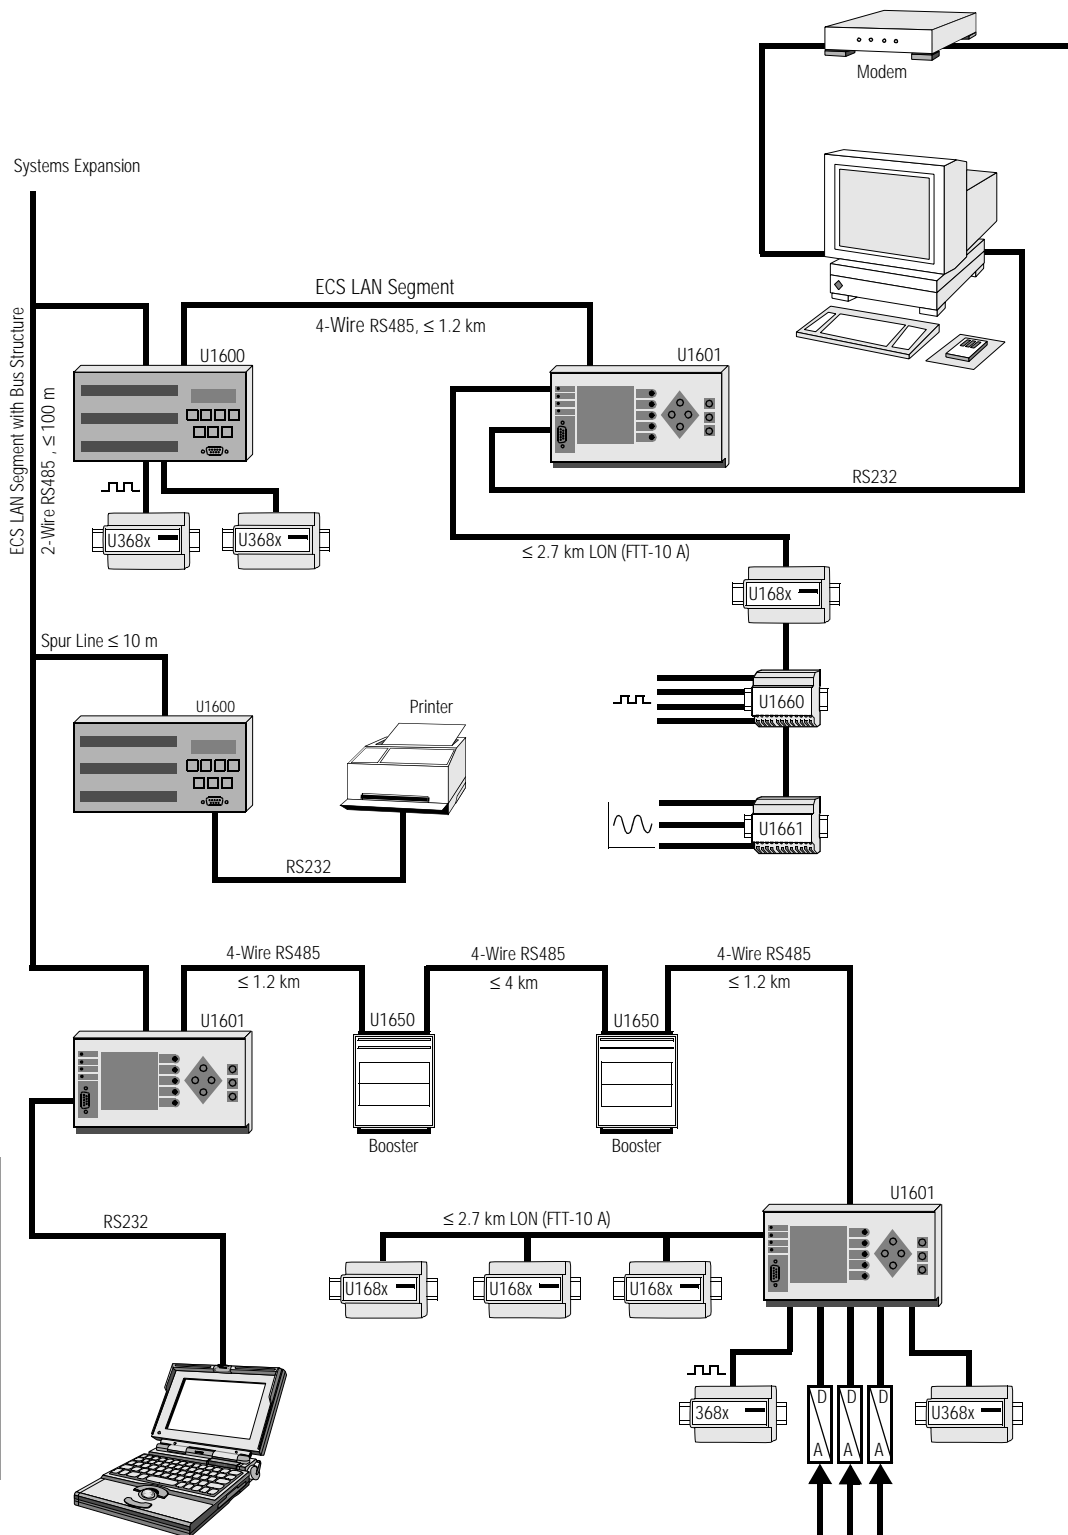 Modem
Systems Expansion
ECS LAN Segment with Bus Structure
2-Wire RS485 , ≤ 100 m
ECS LAN Segment
4-Wire RS485, ≤ 1.2 km
U1600
U1601
RS232
U368x
U368x
≤ 2.7 km LON (FTT-10 A)
U168x
Spur Line ≤ 10 m
U1660
U1600
Printer
U1661
RS232
4-Wire RS485
≤ 1.2 km
4-Wire RS485
≤ 4 km
4-Wire RS485
≤ 1.2 km
U1601
U1650
U1650
Booster
Booster
U1601
RS232
≤ 2.7 km LON (FTT-10 A)
U168x
U168x
U168x
368x
D
A
D
A
D
A
U368x